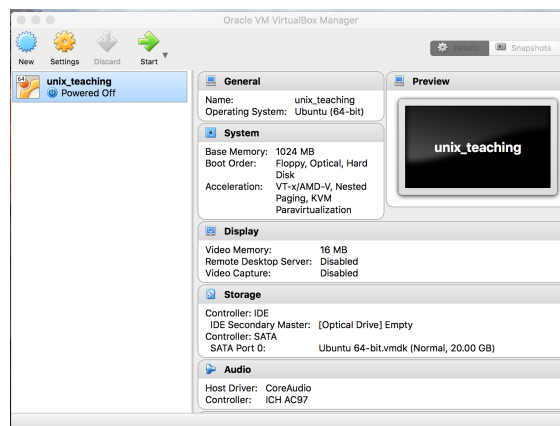 Oracle VM VirtualBox Manager
New
Settings
Discard
Start
Details
Snapshots
64
unix_teaching
Powered Off
General
Name: unix_teaching
Operating System: Ubuntu (64-bit)
System
Base Memory: 1024 MB
Boot Order: Floppy, Optical, Hard
Disk
Acceleration: VT-x/AMD-V, Nested
Paging, KVM
Paravirtualization
Preview
unix_teaching
Display
Video Memory: 16 MB
Remote Desktop Server: Disabled
Video Capture: Disabled
Storage
Controller: IDE
IDE Secondary Master: [Optical Drive] Empty
Controller: SATA
SATA Port 0: Ubuntu 64-bit.vmdk (Normal, 20.00 GB)
Audio
Host Driver: CoreAudio
Controller: ICH AC97